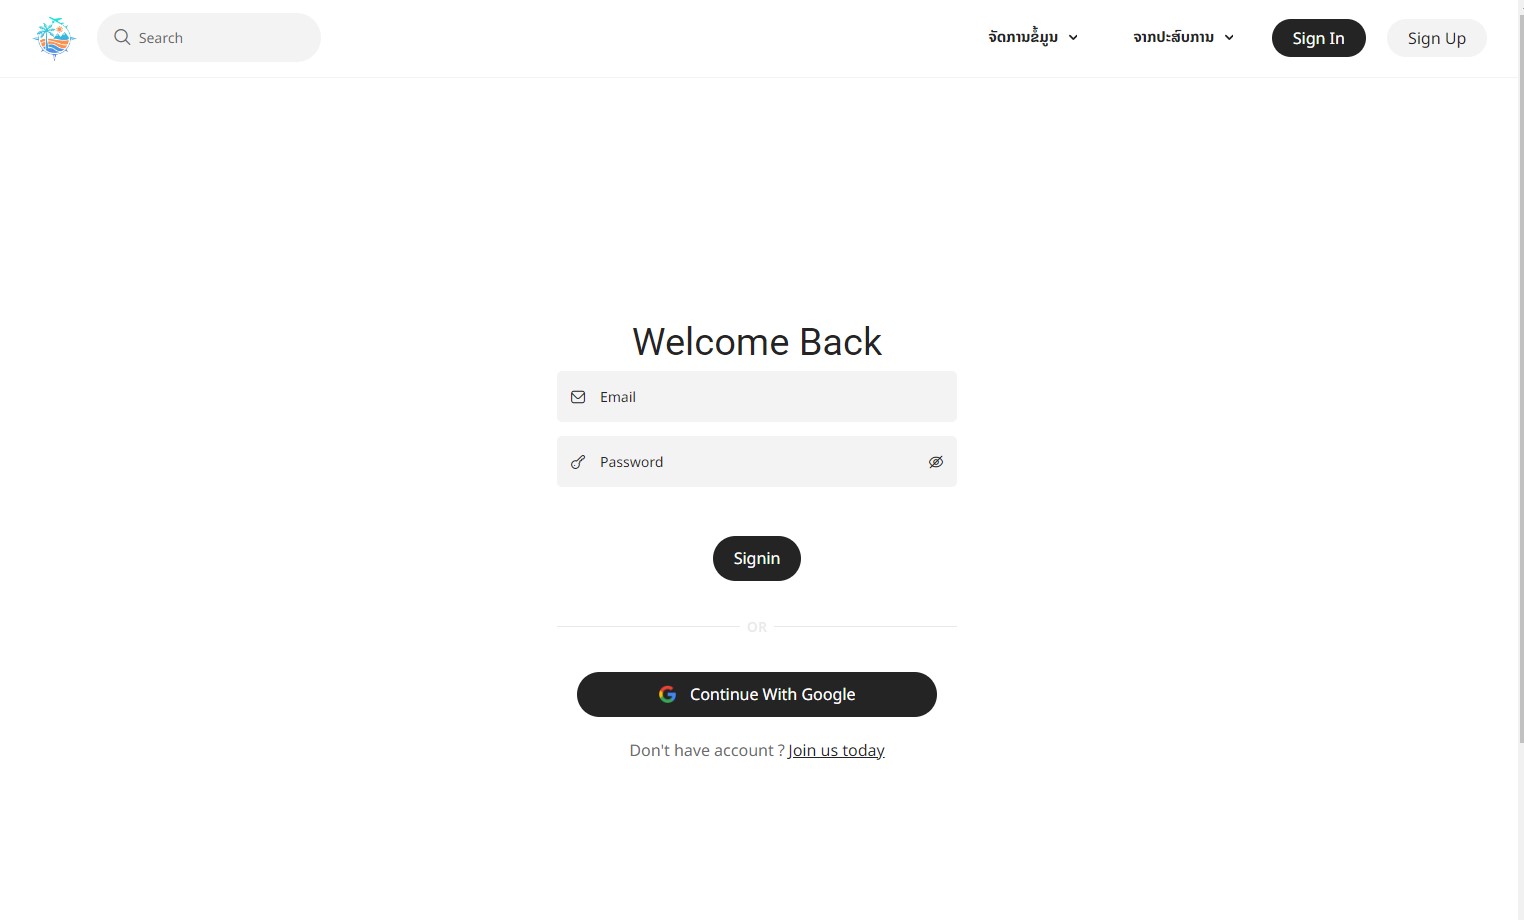 Search
ຈັດການຂໍ້ມູນ
ຈາກປະສົບການ
Sign In
Sign Up
Welcome Back
Email
Password
Signin
OR
Continue With Google
Don't have account ? Join us today